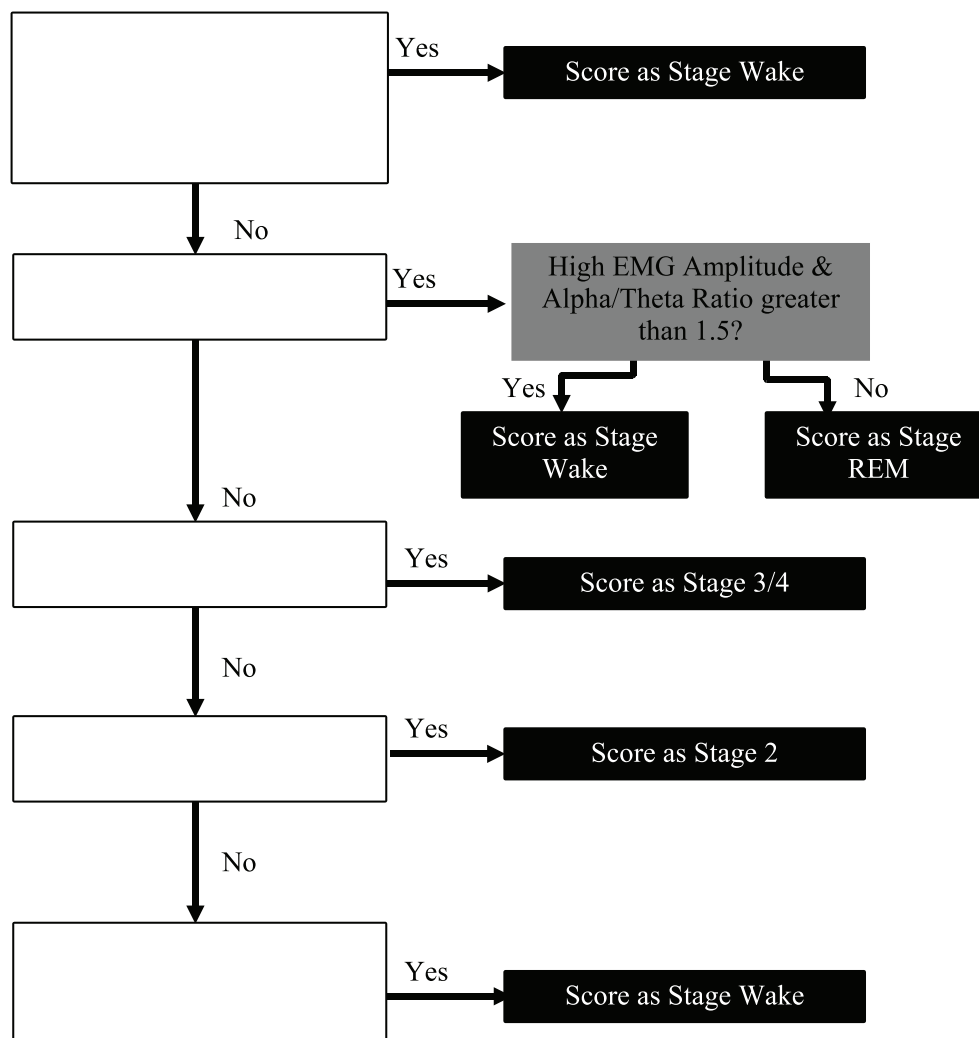 Yes
Score as Stage Wake
No
Yes
High EMG Amplitude &
Alpha/Theta Ratio greater
than 1.5?
Yes
No
Score as Stage
Wake
Score as Stage
REM
No
Yes
Score as Stage 3/4
No
Yes
Score as Stage 2
No
Yes
Score as Stage Wake